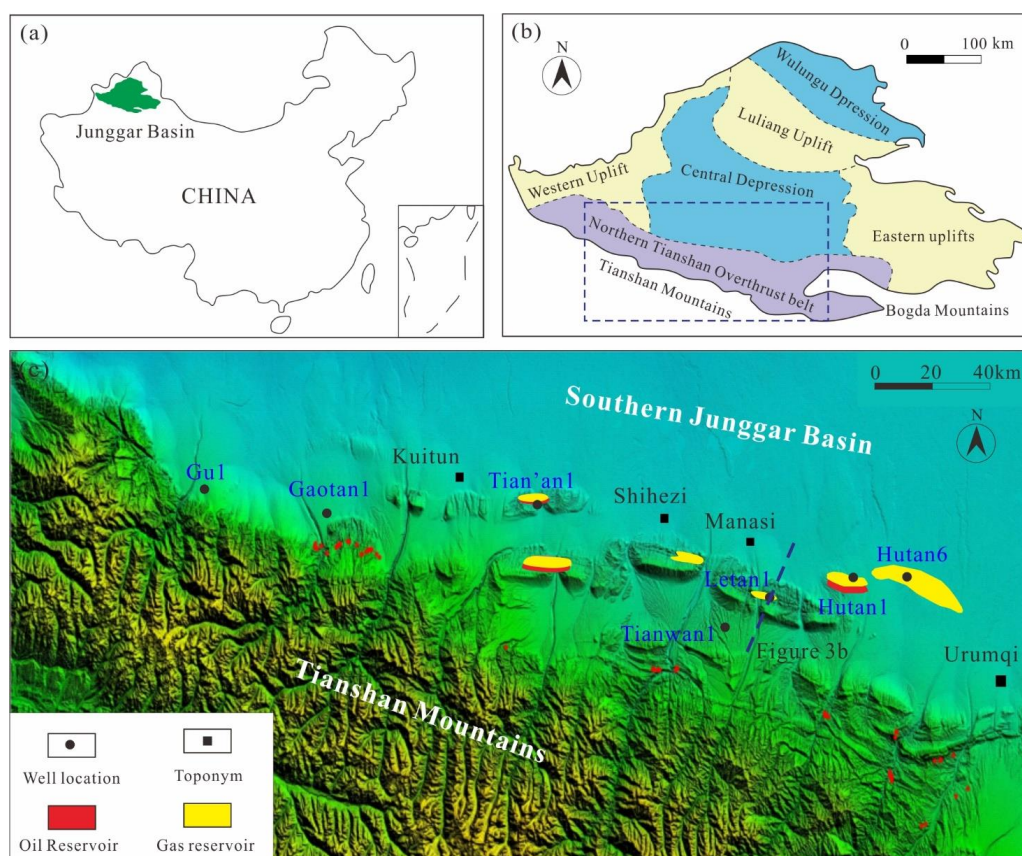 (a)
Junggar Basin
CHINA
(b)
N
0 100 km
Wulungu Dpression
Luliang Uplift
Western Uplift
Central Depression
Eastern uplifts
Northern Tianshan Overthrust belt
Tianshan Mountains
Bogda Mountains
(c)
0 20 40km
N
Southern Junggar Basin
Kuitun
Gu1
Gaotan1
Tian'an1
Shihezi
Manasi
Hutan6
Letan1
Hutan1
Tianwan1
Figure 3b
Urumqi
Tianshan Mountains
Well location
Toponym
Oil Reservoir
Gas reservoir